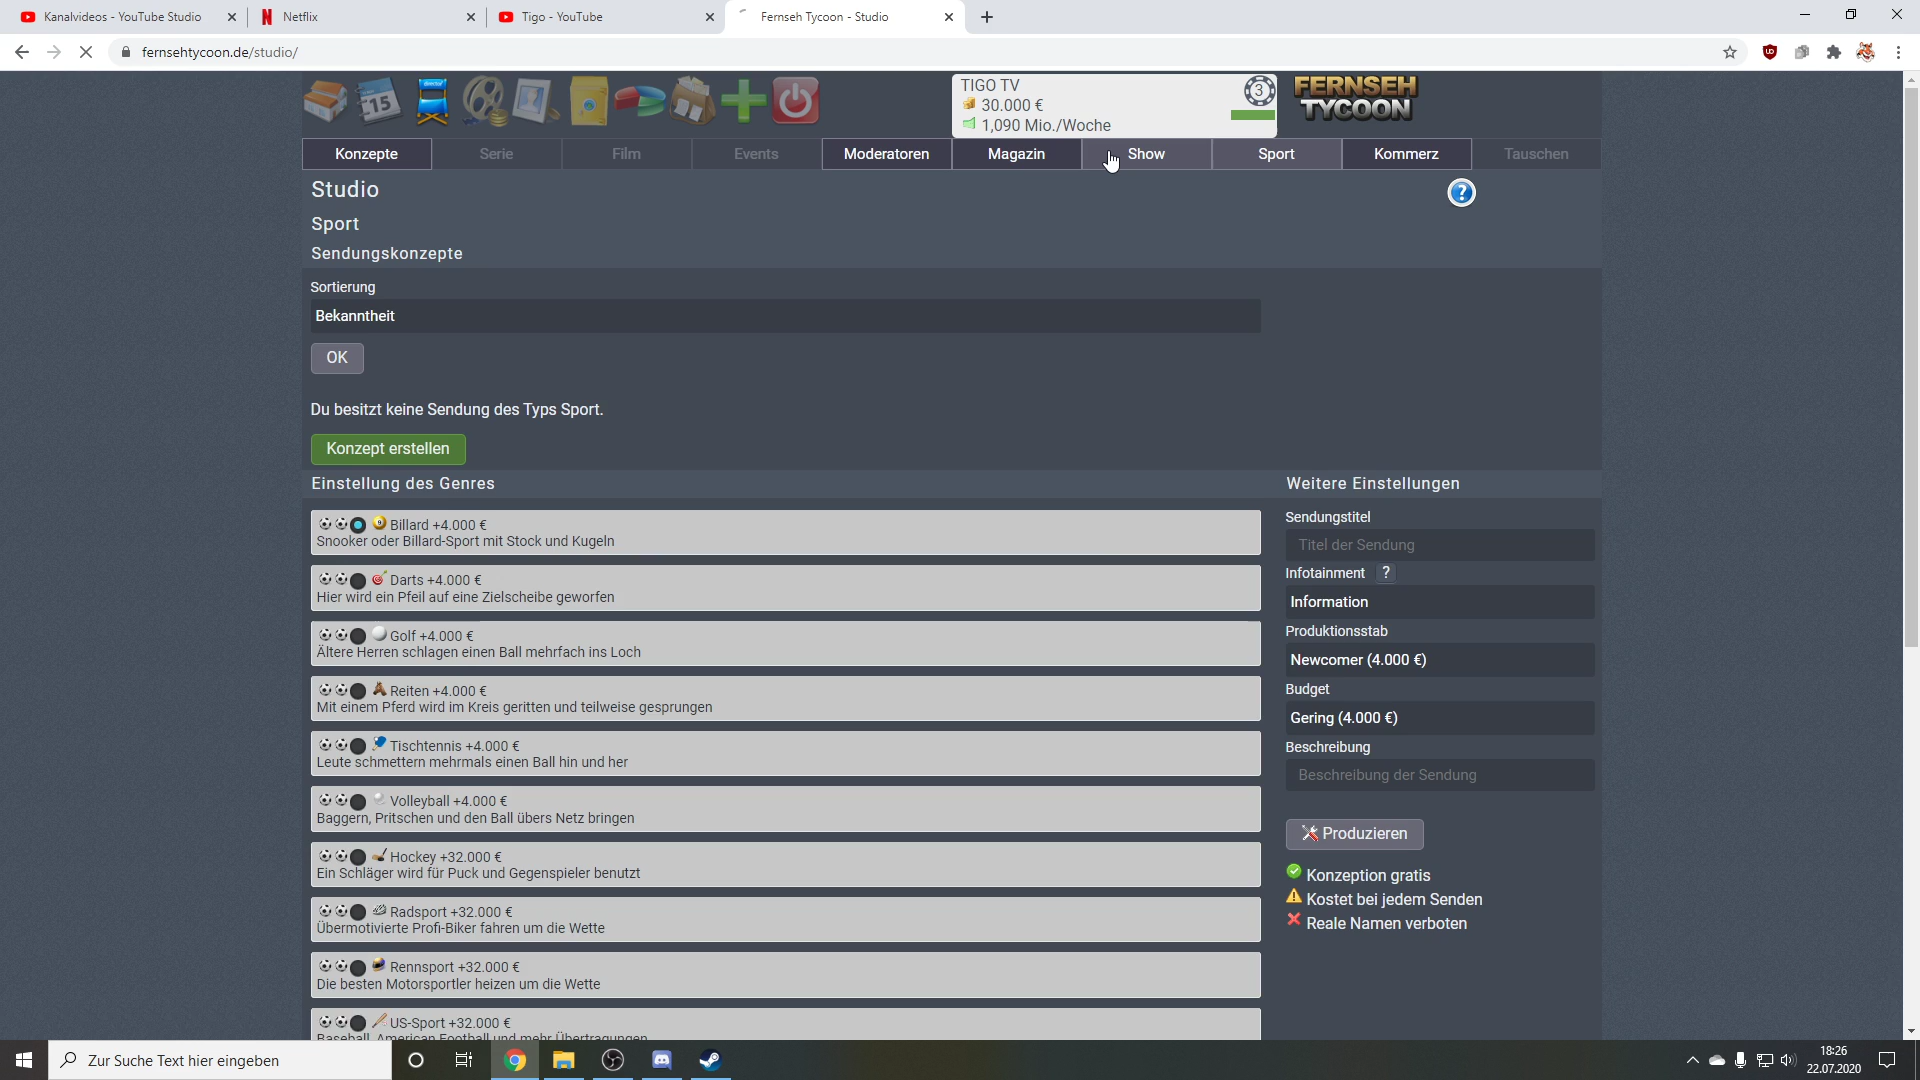 Kanalvideos - YouTube Studio
Netflix
Tigo - YouTube
Fernseh Tycoon - Studio
fernsehtycoon.de/studio/
15
TIGO TV
30.000 €
1,090 Mio./Woche
3
FERNSEH
TYCOON
Konzepte
Serie
Film
Events
Moderatoren
Magazin
Show
Sport
Kommerz
Tauschen
Studio
?
Sport
Sendungskonzepte
Sortierung
Bekanntheit
OK
Du besitzt keine Sendung des Typs Sport.
Konzept erstellen
Einstellung des Genres
Billard +4.000 €
Snooker oder Billard-Sport mit Stock und Kugeln
Darts +4.000 €
Hier wird ein Pfeil auf eine Zielscheibe geworfen
Golf +4.000 €
Ältere Herren schlagen einen Ball mehrfach ins Loch
Reiten +4.000 €
Mit einem Pferd wird im Kreis geritten und teilweise gesprungen
Tischtennis +4.000 €
Leute schmettern mehrmals einen Ball hin und her
Volleyball +4.000 €
Baggern, Pritschen und den Ball übers Netz bringen
Hockey +32.000 €
Ein Schläger wird für Puck und Gegenspieler benutzt
Radsport +32.000 €
Übermotivierte Profi-Biker fahren um die Wette
Rennsport +32.000 €
Die besten Motorsportler heizen um die Wette
US-Sport +32.000 €
Baseball, American Football und mehr Übertragungen
Weitere Einstellungen
Sendungstitel
Titel der Sendung
Infotainment ?
Information
Produktionsstab
Newcomer (4.000 €)
Budget
Gering (4.000 €)
Beschreibung
Beschreibung der Sendung
Produzieren
Konzeption gratis
Kostet bei jedem Senden
Reale Namen verboten
Zur Suche Text hier eingeben
18:26
22.07.2020